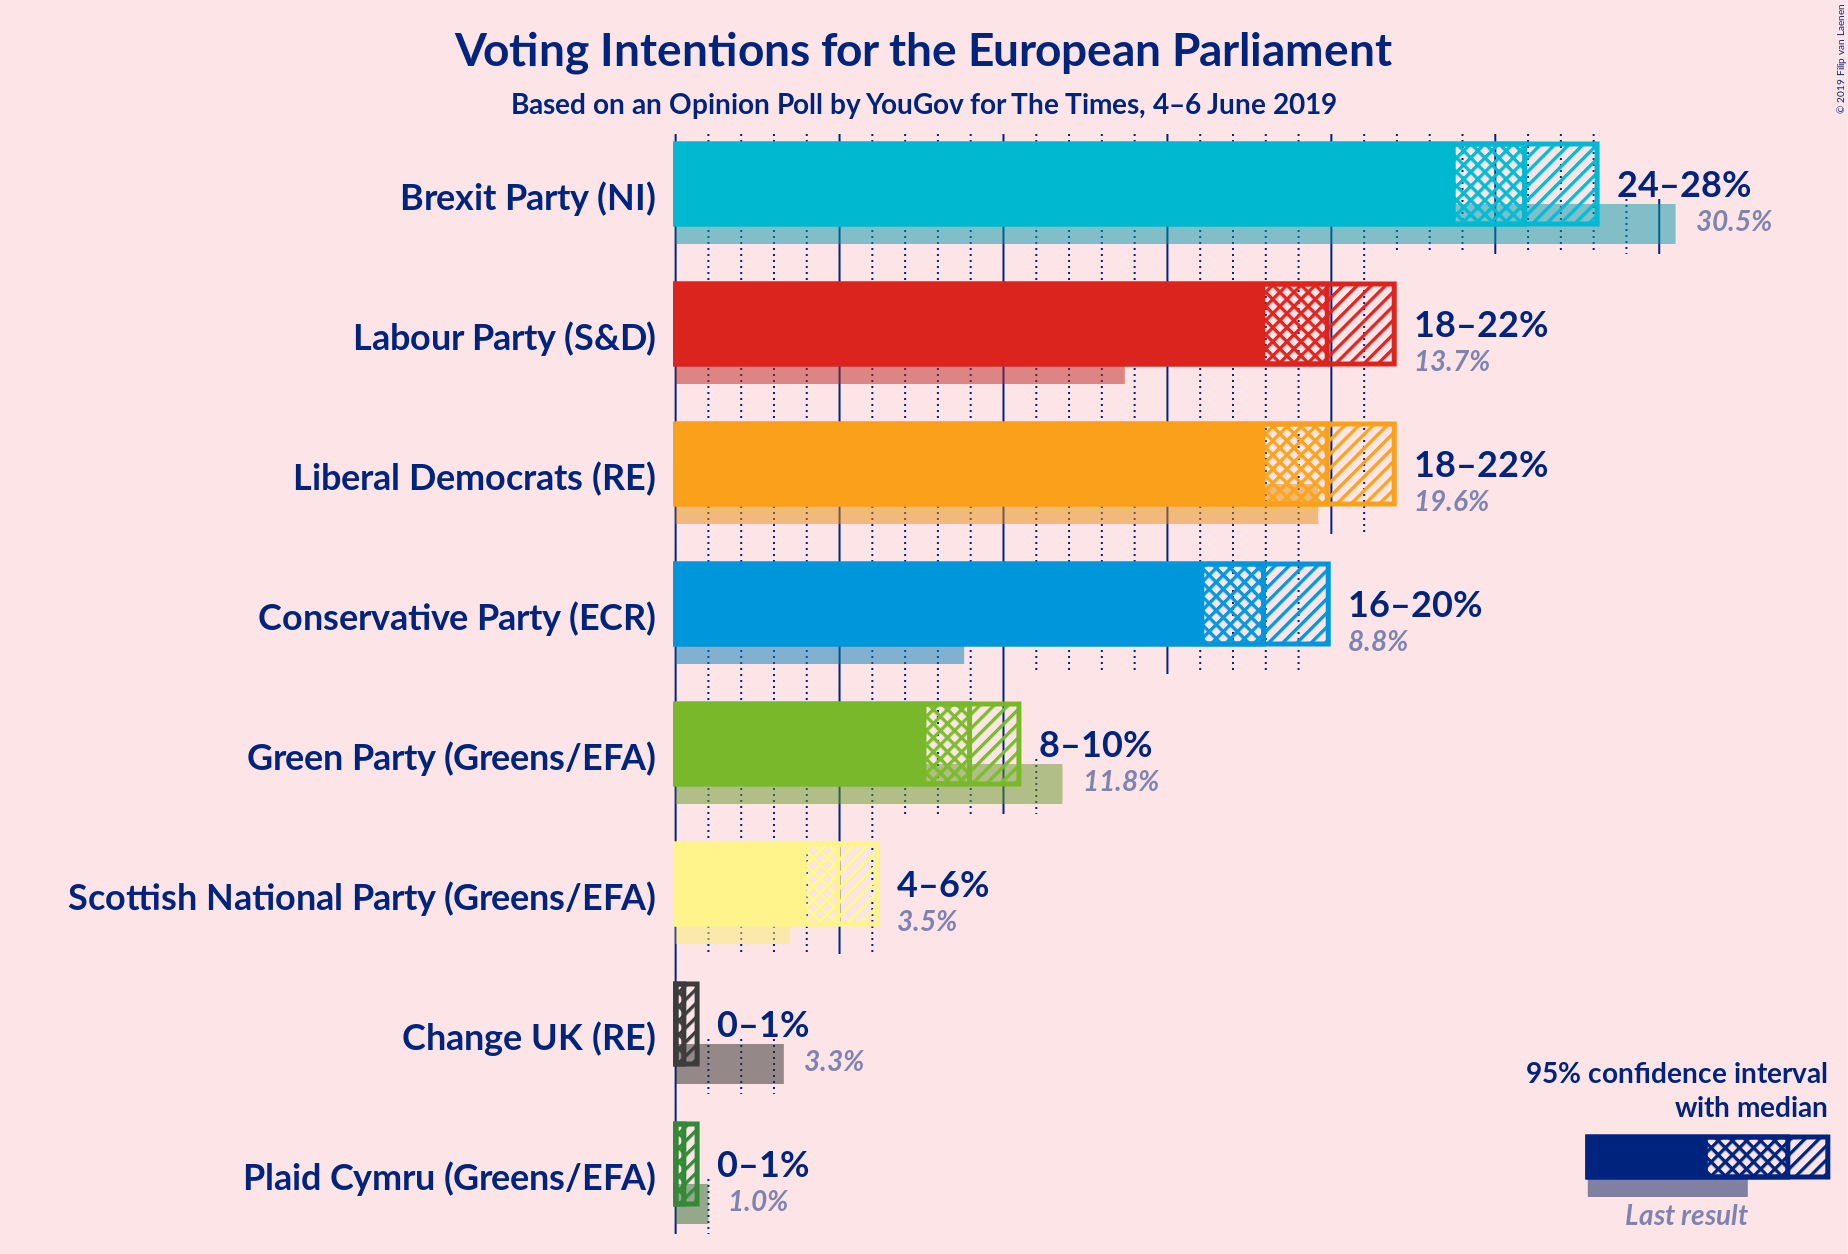 Voting Intentions for the European Parliament
Based on an Opinion Poll by YouGov for The Times, 4–6 June 2019
© 2019 Filip van Laenen
Brexit Party (NI)
24–28%
30.5%
Labour Party (S&D)
18–22%
13.7%
Liberal Democrats (RE)
18–22%
19.6%
Conservative Party (ECR)
16–20%
8.8%
Green Party (Greens/EFA)
8–10%
11.8%
Scottish National Party (Greens/EFA)
4–6%
3.5%
Change UK (RE)
0–1%
3.3%
Plaid Cymru (Greens/EFA)
0–1%
1.0%
95% confidence interval
with median
Last result